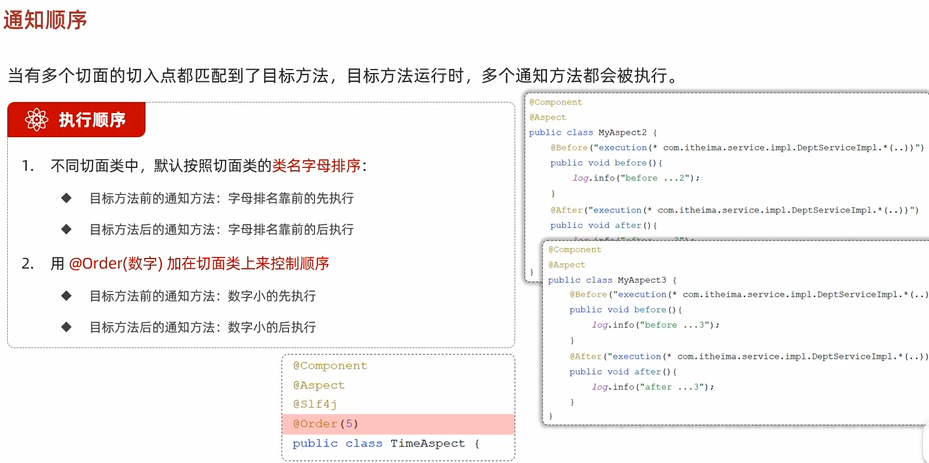 通知顺序
当有多个切面的切入点都匹配到了目标方法，目标方法运行时，多个通知方法都会被执行。
执行顺序
1. 不同切面类中，默认按照切面类的类名字母排序：
◆ 目标方法前的通知方法：字母排名靠前的先执行
◆ 目标方法后的通知方法：字母排名靠前的后执行
2. 用 @Order(数字) 加在切面类上来控制顺序
◆ 目标方法前的通知方法：数字小的先执行
◆ 目标方法后的通知方法：数字小的后执行
@Component
@Aspect
@Slf4j
@Order(5)
public class TimeAspect {
@Component
@Aspect
public class MyAspect2 {
@Before("execution(* com.itheima.service.impl.DeptServiceImpl.*(..))")
public void before(){
log.info("before ...2");
}
@After("execution(* com.itheima.service.impl.DeptServiceImpl.*(..))")
public void after(){
}
@Component
@Aspect
public class MyAspect3 {
@Before("execution(* com.itheima.service.impl.DeptServiceImpl.*(..)
public void before(){
log.info("before ...3");
}
@After("execution(* com.itheima.service.impl.DeptServiceImpl.*(..))
public void after(){
log.info("after ...3");
}
}